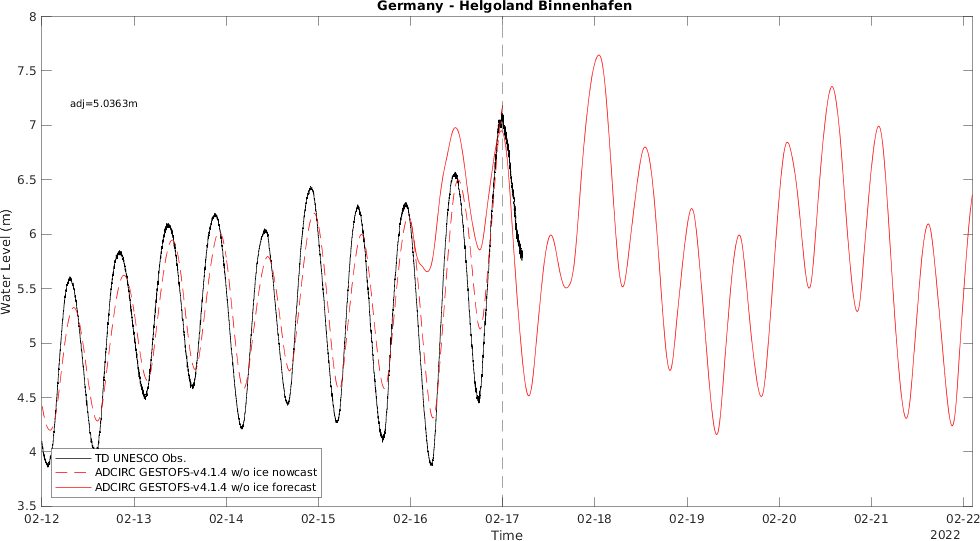 Germany - Helgoland Binnenhafen
8
7.5
adj=5.0363m
7
6.5
6
5.5
5
4.5
4
3.5
Water Level (m)
TD UNESCO Obs.
ADCIRC GESTOFS-v4.1.4 w/o ice nowcast
ADCIRC GESTOFS-v4.1.4 w/o ice forecast
02-12 02-13 02-14 02-15 02-16 02-17 02-18 02-19 02-20 02-21 02-22
Time
2022